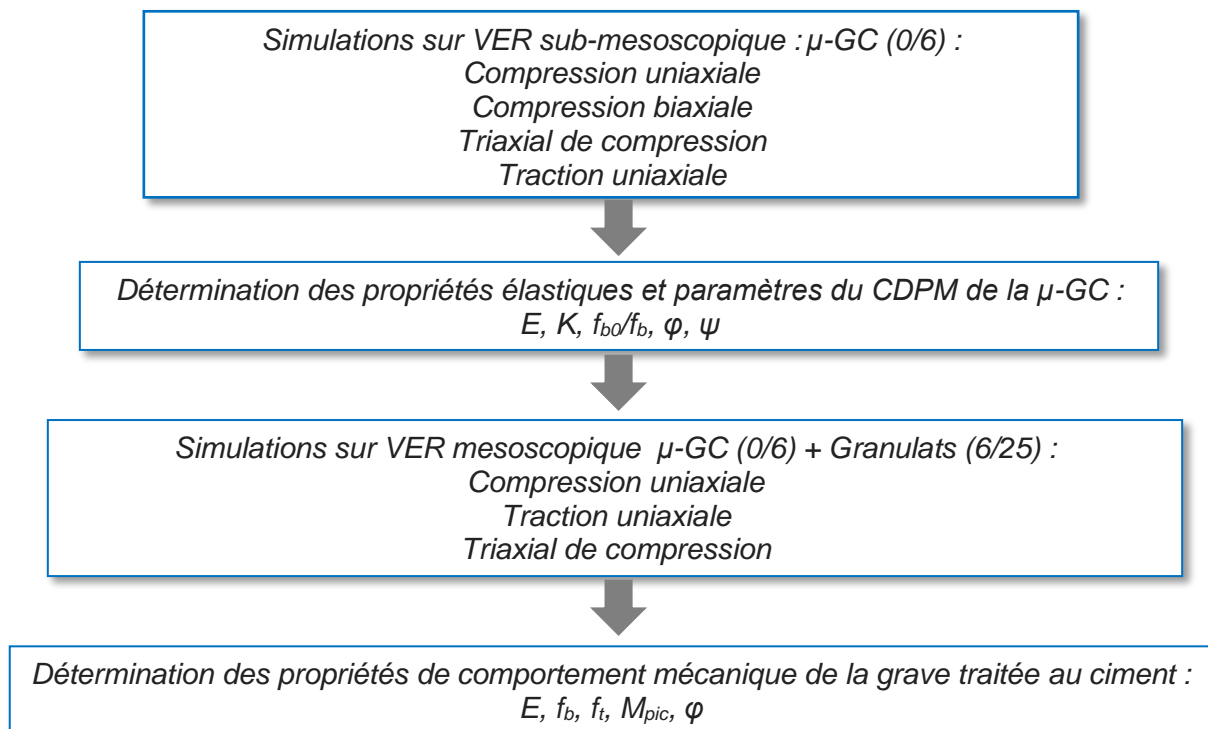 Simulations sur VER sub-mesoscopique : μ-GC (0/6) :
Compression uniaxiale
Compression biaxiale
Triaxial de compression
Traction uniaxiale
Détermination des propriétés élastiques et paramètres du CDPM de la μ-GC :
E, K, fb0/fb, φ, ψ
Simulations sur VER mesoscopique μ-GC (0/6) + Granulats (6/25) :
Compression uniaxiale
Traction uniaxiale
Triaxial de compression
Détermination des propriétés de comportement mécanique de la grave traitée au ciment :
E, fb, ft, Mpic, φ